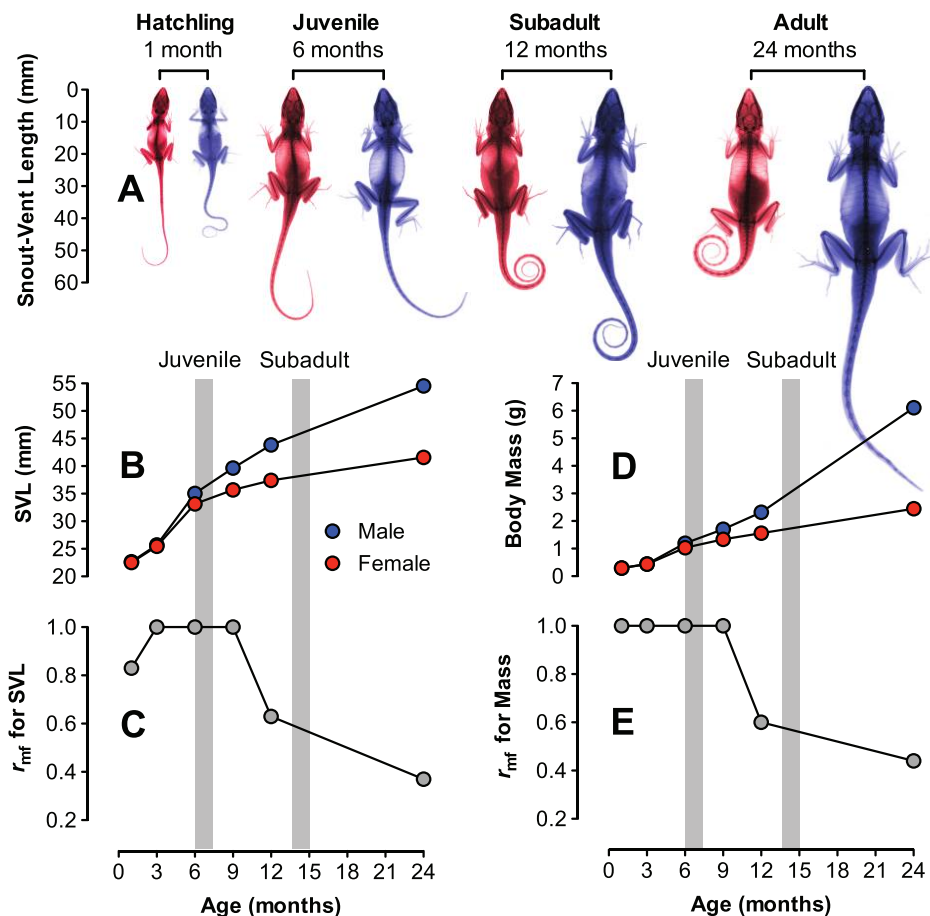 Hatchling Juvenile Subadult Adult
1 month 6 months 12 months 24 months
Snout-Vent Length (mm)
0
10
20
30
40
50
60
A
Juvenile Subadult
SVL (mm)
55
50
45
40
35
30
25
20
B
Male
Female
Juvenile Subadult
Body Mass (g)
7
6
5
4
3
2
1
0
D
rmf for SVL
1.0
0.8
0.6
0.4
0.2
C
0 3 6 9 12 15 18 21 24
Age (months)
rmf for Mass
1.0
0.8
0.6
0.4
0.2
E
0 3 6 9 12 15 18 21 24
Age (months)